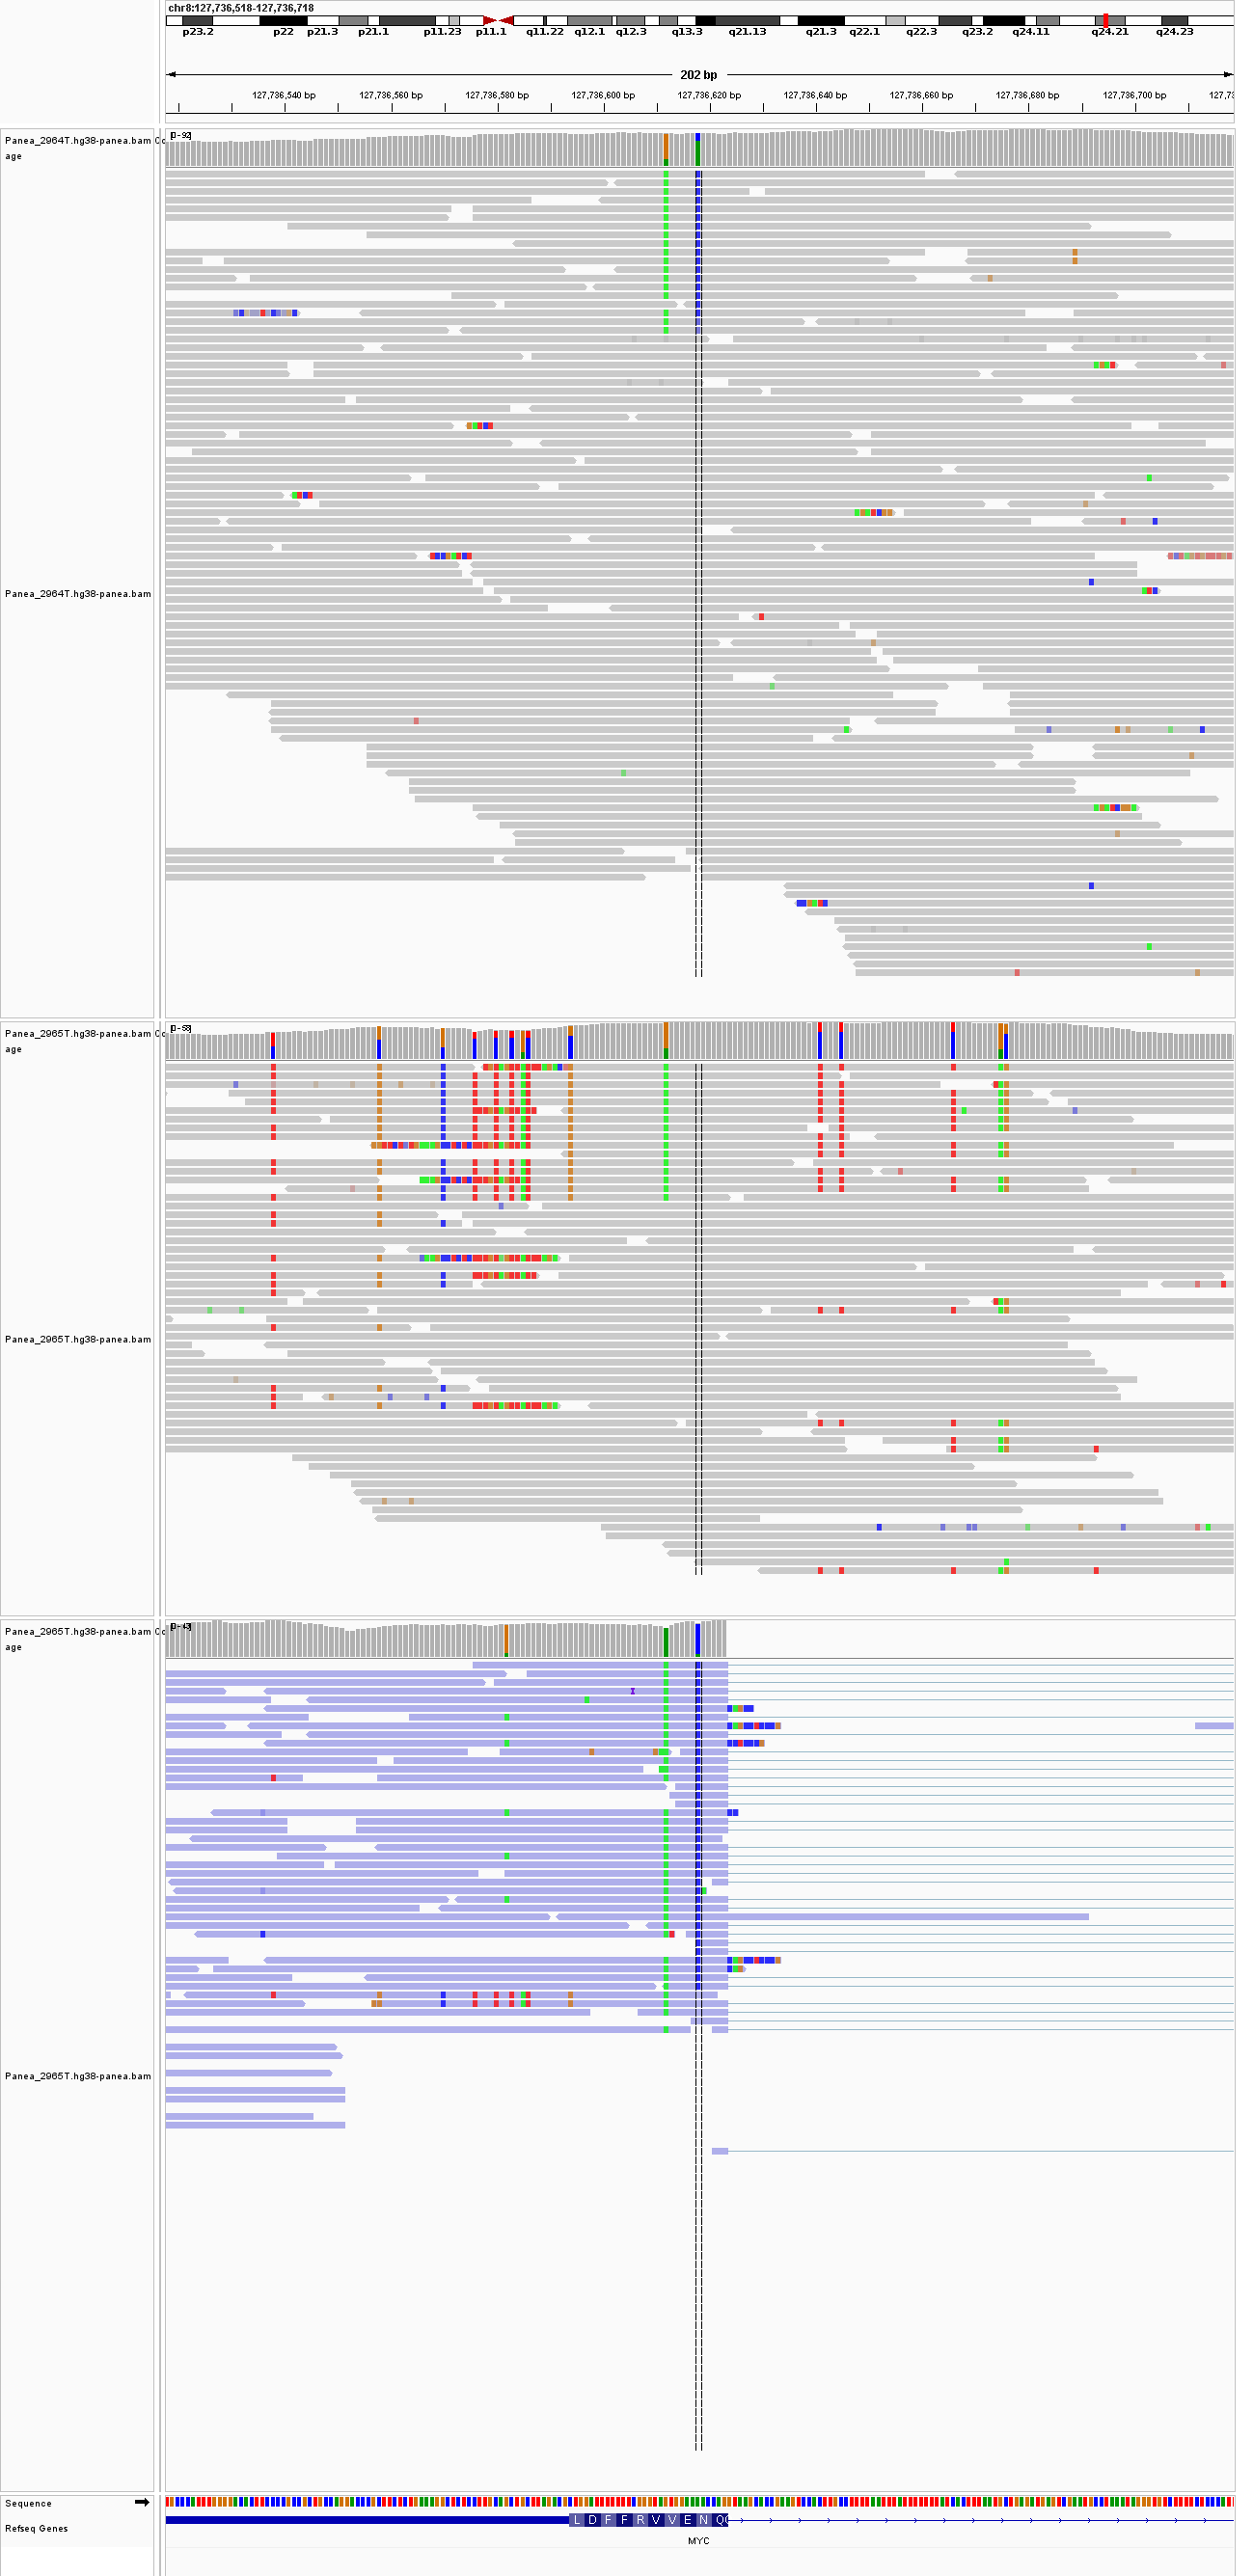 chr8:127,736,518-127,736,718
p23.2 p22 p21.3 p21.1 p11.23 p11.1 q11.22 q12.1 q12.3 q13.3 q21.13 q21.3 q22.1 q22.3 q23.2 q24.11 q24.21 q24.23
202 bp
127,736,540 bp 127,736,560 bp 127,736,580 bp 127,736,600 bp 127,736,620 bp 127,736,640 bp 127,736,660 bp 127,736,680 bp 127,736,700 bp 127,73
[0-92]
Panea_2964T.hg38-panea.bam Co
age
Panea_2964T.hg38-panea.bam
Panea_2965T.hg38-panea.bam Co
age
Panea_2965T.hg38-panea.bam
Panea_2965T.hg38-panea.bam Co
age
Panea_2965T.hg38-panea.bam
Sequence
L D F F R V V E N Q
Refseq Genes
MYC